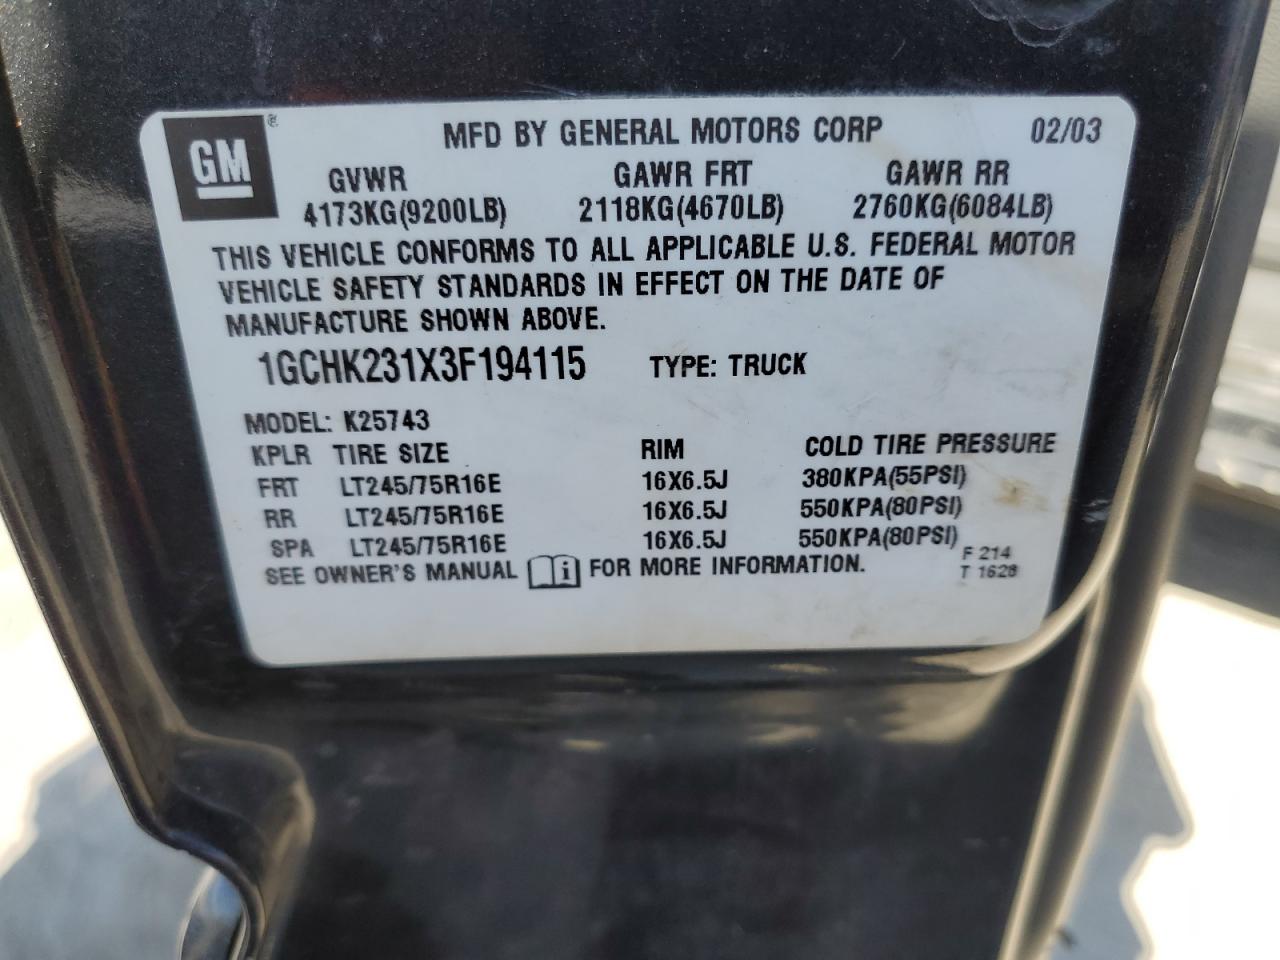 GM ®
MFD BY GENERAL MOTORS CORP 02/03
GVWR GAWR FRT GAWR RR
4173KG(9200LB) 2118KG(4670LB) 2760KG(6084LB)
THIS VEHICLE CONFORMS TO ALL APPLICABLE U.S. FEDERAL MOTOR
VEHICLE SAFETY STANDARDS IN EFFECT ON THE DATE OF
MANUFACTURE SHOWN ABOVE.
1GCHK231X3F194115 TYPE: TRUCK
MODEL: K25743
KPLR TIRE SIZE RIM COLD TIRE PRESSURE
FRT LT245/75R16E 16X6.5J 380KPA(55PSI)
RR LT245/75R16E 16X6.5J 550KPA(80PSI)
SPA LT245/75R16E 16X6.5J 550KPA(80PSI)
SEE OWNER'S MANUAL i FOR MORE INFORMATION.
F 214
T 1628